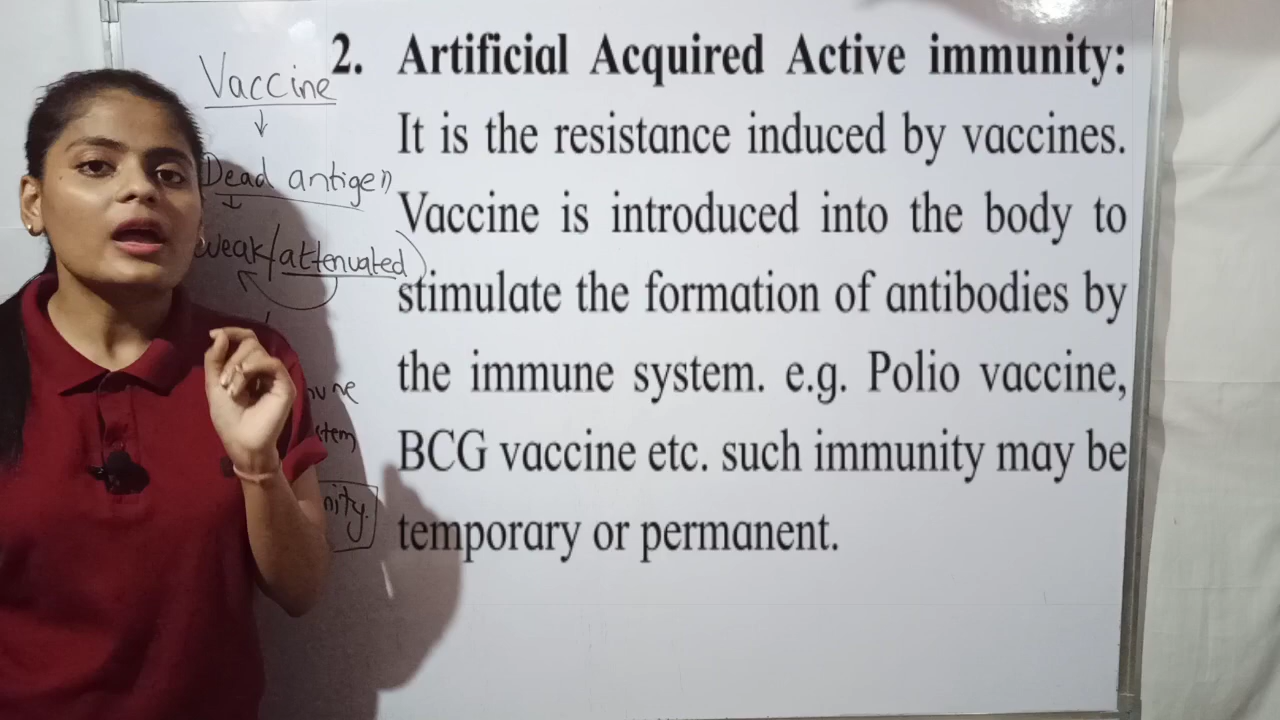 Vaccine
Dead antigen
weak/attenuated)
stem
2. Artificial Acquired Active immunity:
It is the resistance induced by vaccines.
Vaccine is introduced into the body to
stimulate the formation of antibodies by
the immune system. e.g. Polio vaccine,
BCG vaccine etc. such immunity may be
temporary or permanent.